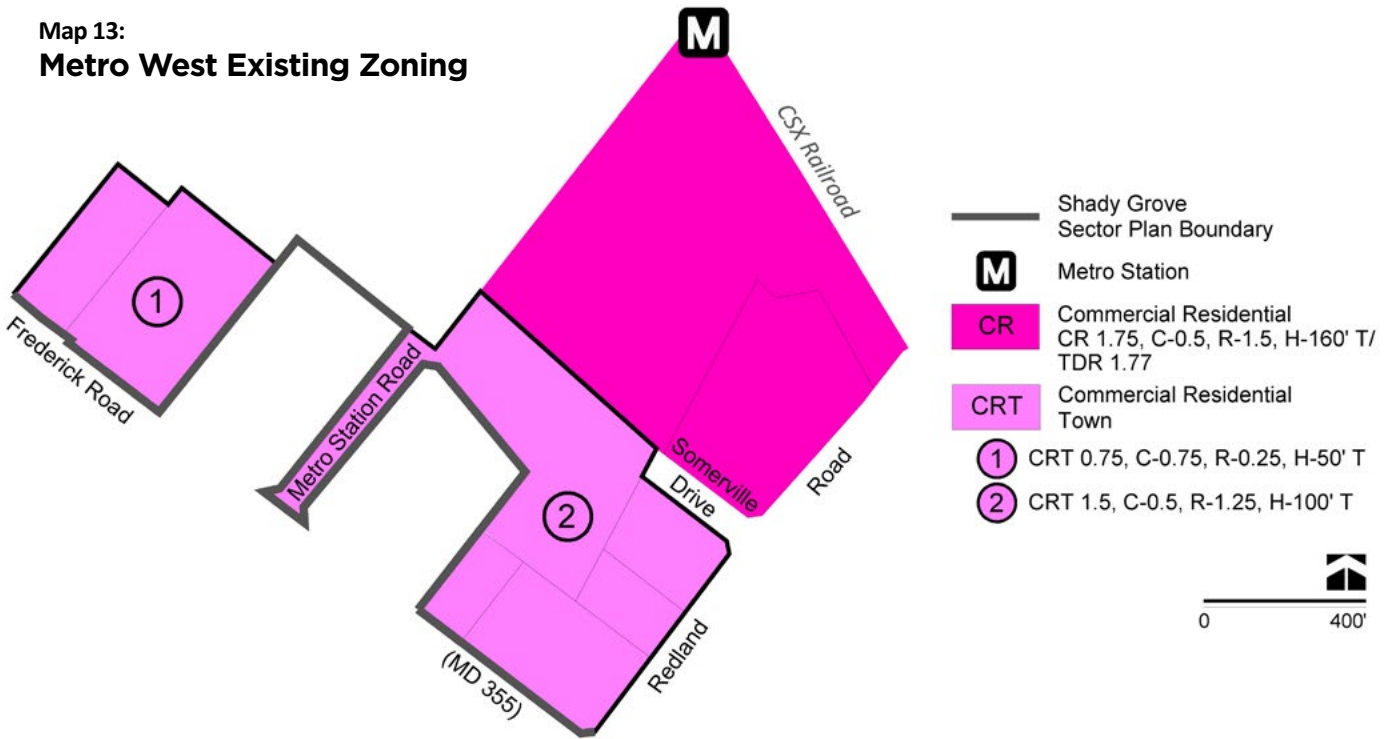 Map 13:
Metro West Existing Zoning
M
CSX Railroad
1
Frederick Road
Metro Station Road
Somerville
Drive
Road
2
Redland
(MD 355)
Shady Grove
Sector Plan Boundary
M
Metro Station
CR
Commercial Residential
CR 1.75, C-0.5, R-1.5, H-160' T/
TDR 1.77
CRT
Commercial Residential
Town
1
CRT 0.75, C-0.75, R-0.25, H-50' T
2
CRT 1.5, C-0.5, R-1.25, H-100' T
0
400'